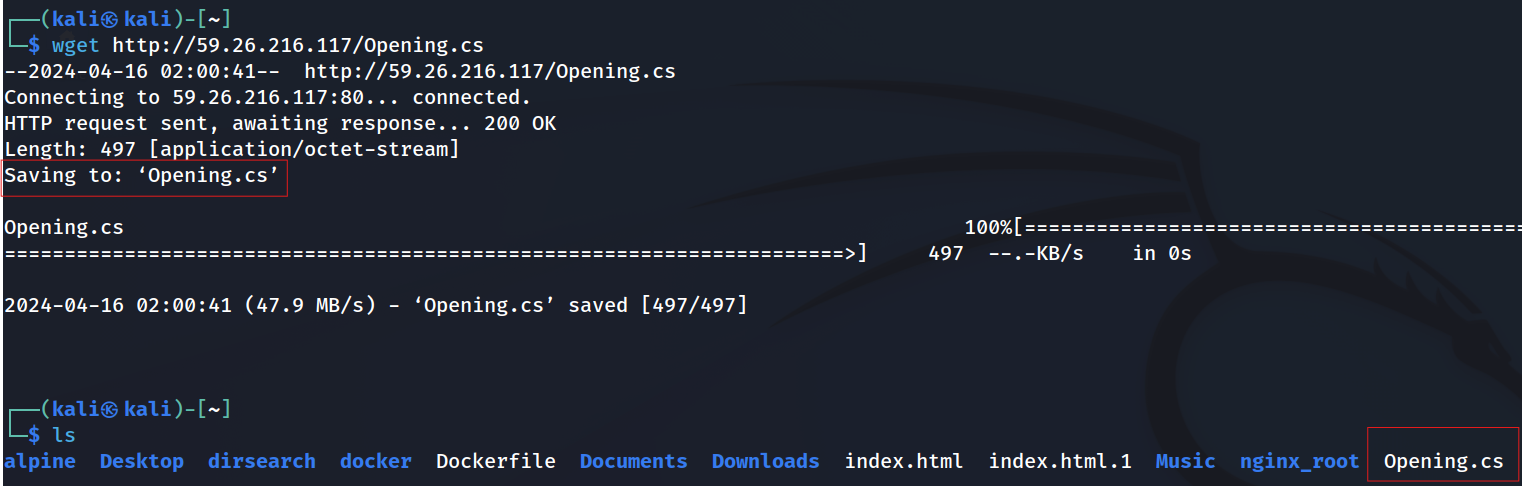 ┌──(kali㉿kali)-[~]
└─$ wget http://59.26.216.117/Opening.cs
--2024-04-16 02:00:41--  http://59.26.216.117/Opening.cs
Connecting to 59.26.216.117:80... connected.
HTTP request sent, awaiting response... 200 OK
Length: 497 [application/octet-stream]
Saving to: ‘Opening.cs’
Opening.cs 100%[==========================================
======================================================================>] 497 --.-KB/s in 0s
2024-04-16 02:00:41 (47.9 MB/s) - ‘Opening.cs’ saved [497/497]
┌──(kali㉿kali)-[~]
└─$ ls
alpine Desktop dirsearch docker Dockerfile Documents Downloads index.html index.html.1 Music nginx_root Opening.cs